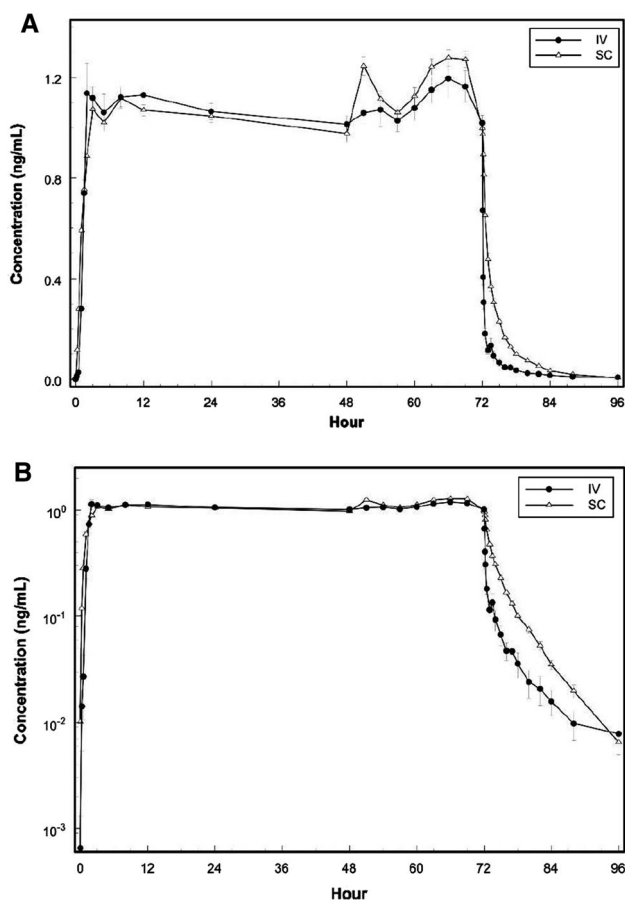 A
IV
SC
Concentration (ng/mL)
1.2
0.8
0.4
0.0
0 12 24 36 48 60 72 84 96
Hour
B
IV
SC
Concentration (ng/mL)
10⁰
10⁻¹
10⁻²
10⁻³
0 12 24 36 48 60 72 84 96
Hour